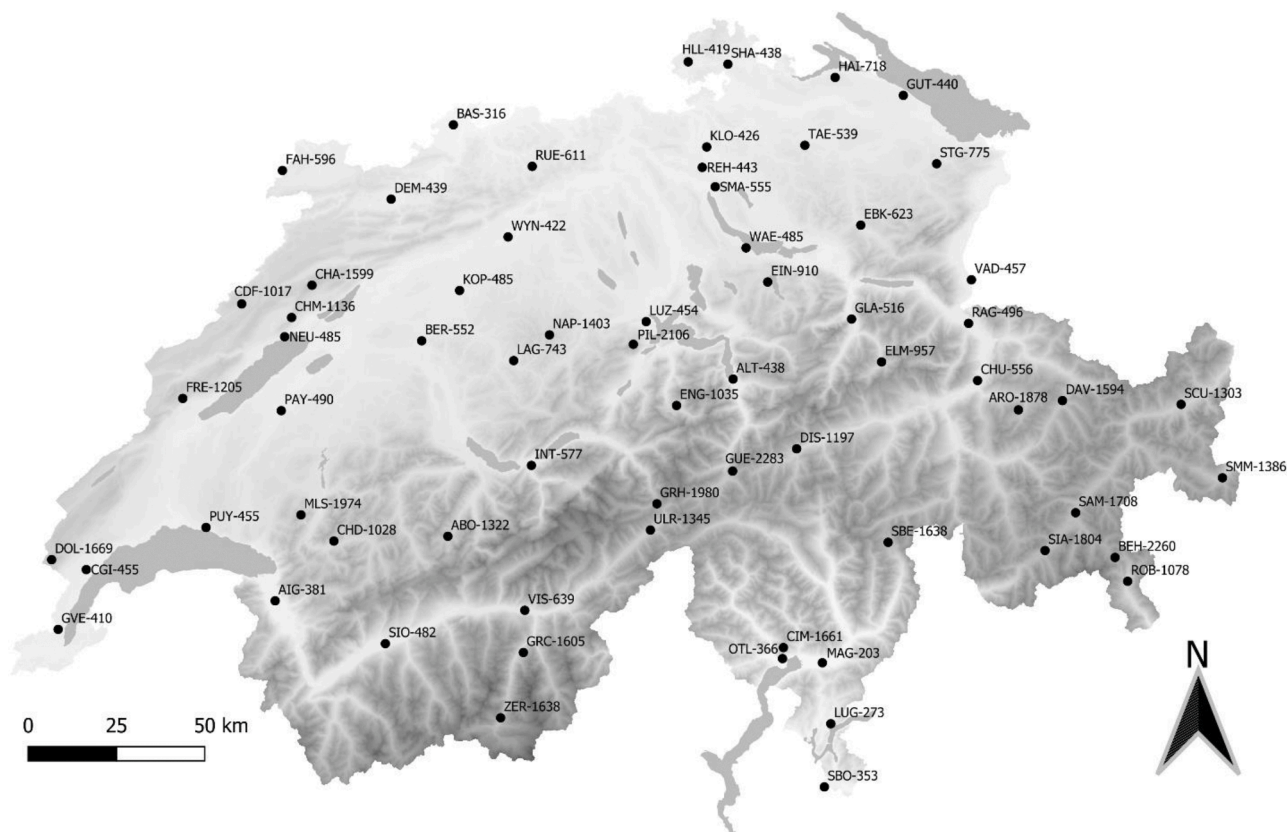 HLL-419
SHA-438
HAI-718
GUT-440
BAS-316
KLO-426
TAE-539
FAH-596
RUE-611
REH-443
STG-775
SMA-555
DEM-439
WYN-422
EBK-623
WAE-485
CHA-1599
KOP-485
EIN-910
VAD-457
CDF-1017
CHM-1136
LUZ-454
GLA-516
RAG-496
NEU-485
BER-552
NAP-1403
PIL-2106
LAG-743
ELM-957
ALT-438
CHU-556
FRE-1205
PAY-490
ENG-1035
ARO-1878
DAV-1594
SCU-1303
INT-577
DIS-1197
GUE-2283
SMM-1386
GRH-1980
MLS-1974
PUY-455
CHD-1028
ABO-1322
ULR-1345
SBE-1638
SAM-1708
SIA-1804
BEH-2260
DOL-1669
CGI-455
ROB-1078
AIG-381
VIS-639
GVE-410
SIO-482
GRC-1605
CIM-1661
OTL-366
MAG-203
N
ZER-1638
LUG-273
0 25 50 km
SBO-353